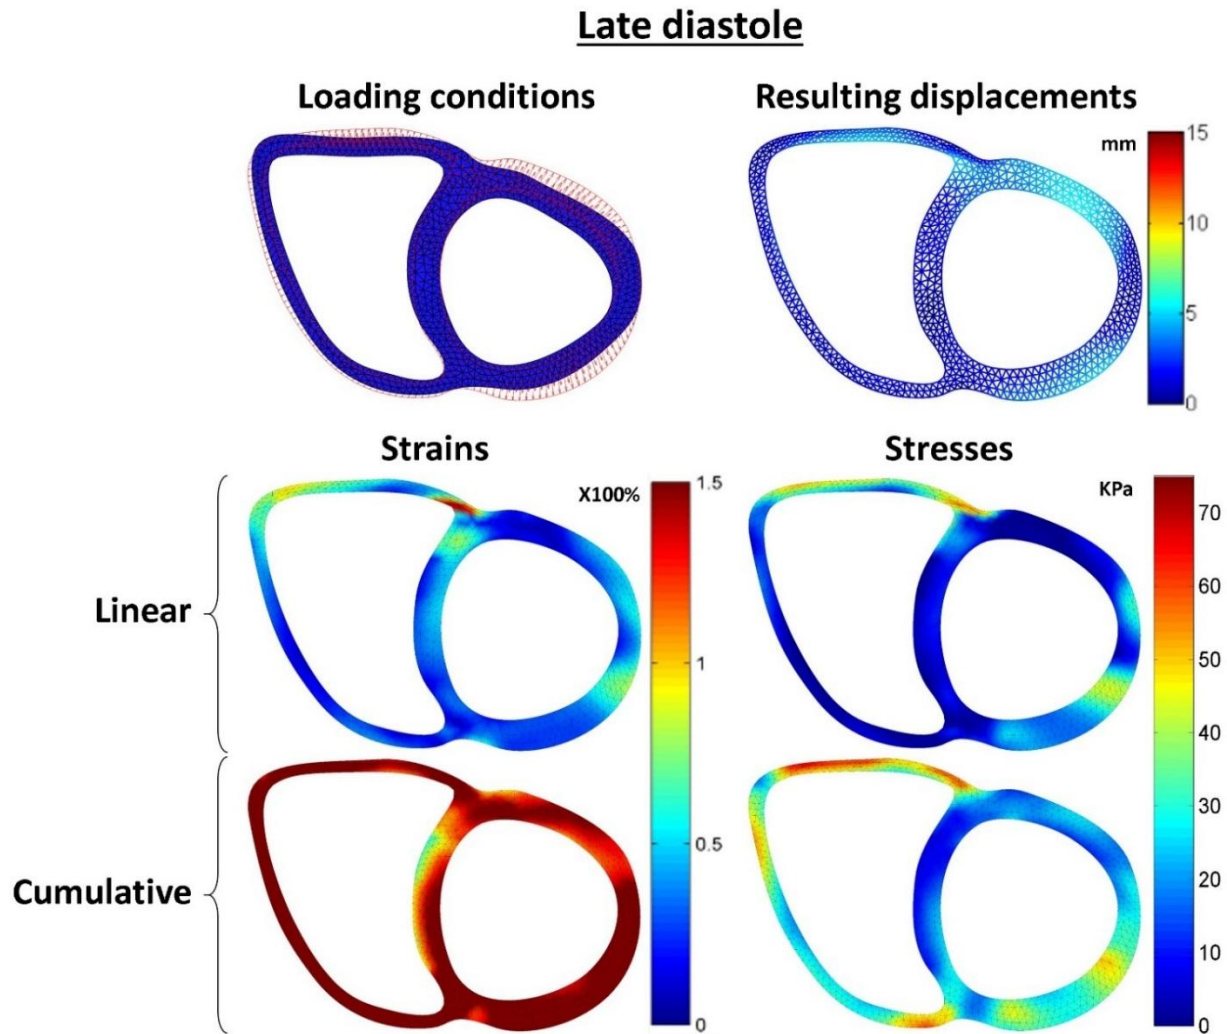 Late diastole
Loading conditions
Resulting displacements
mm
15
10
5
0
Strains
Stresses
Linear
Cumulative
X100%
1.5
1
0.5
0
KPa
70
60
50
40
30
20
10
0